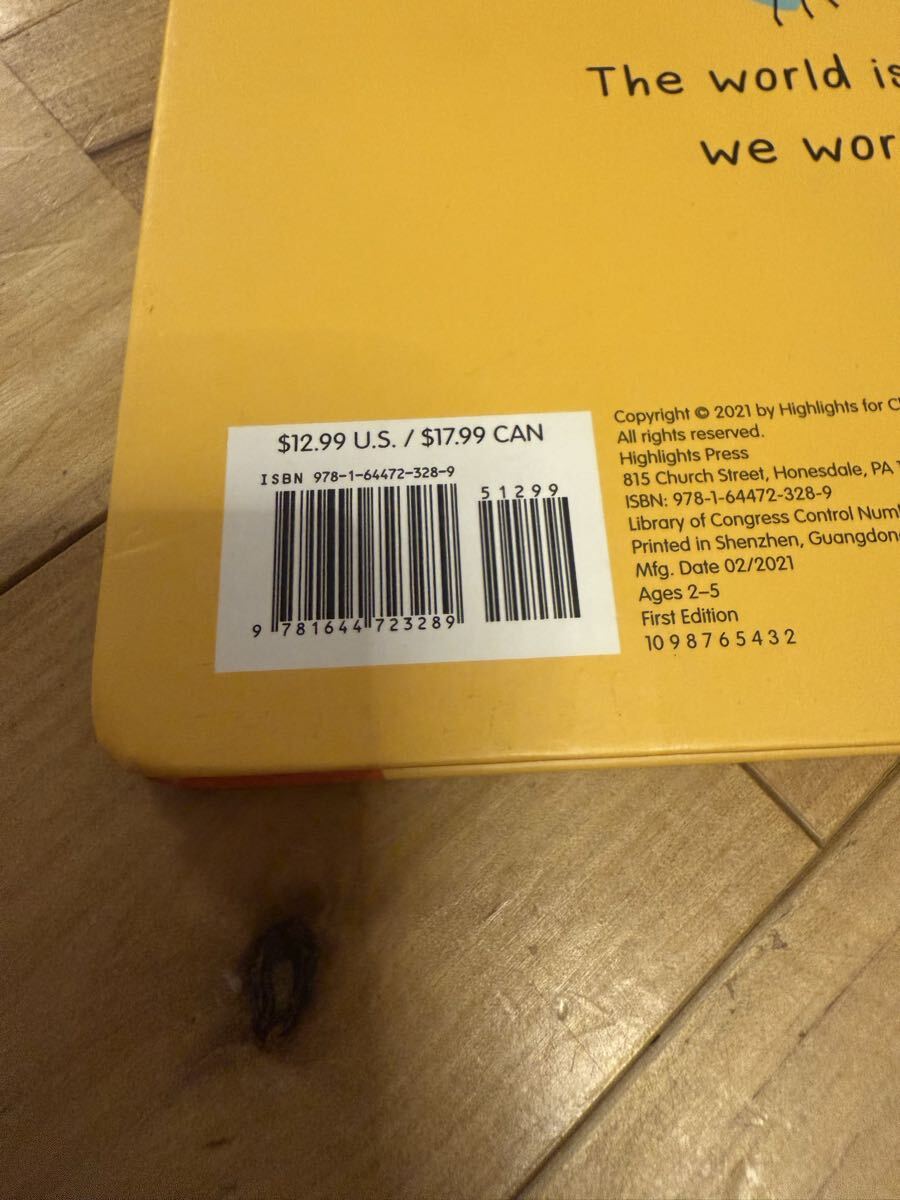 The world is
we wor
$12.99 U.S. / $17.99 CAN
ISBN 978-1-64472-328-9
51299
9 781644 723289
Copyright © 2021 by Highlights for
All rights reserved.
Highlights Press
815 Church Street, Honesdale, PA
ISBN: 978-1-64472-328-9
Library of Congress Control
Printed in Shenzhen,
Mfg. Date 02/2021
Ages 2–5
First Edition
10 9 8 7 6 5 4 3 2